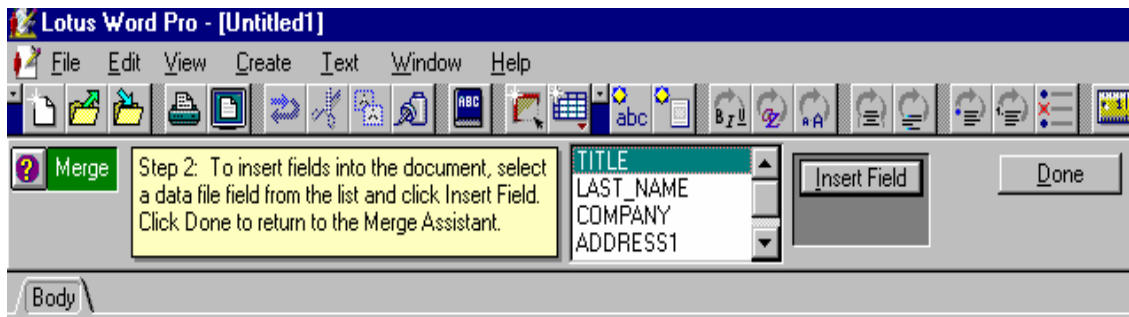 Lotus Word Pro - [Untitled1]
File Edit View Create Text Window Help
ABC abc B I U
Merge
Step 2: To insert fields into the document, select
a data file field from the list and click Insert Field.
Click Done to return to the Merge Assistant.
TITLE
LAST_NAME
COMPANY
ADDRESS1
Insert Field
Done
Body